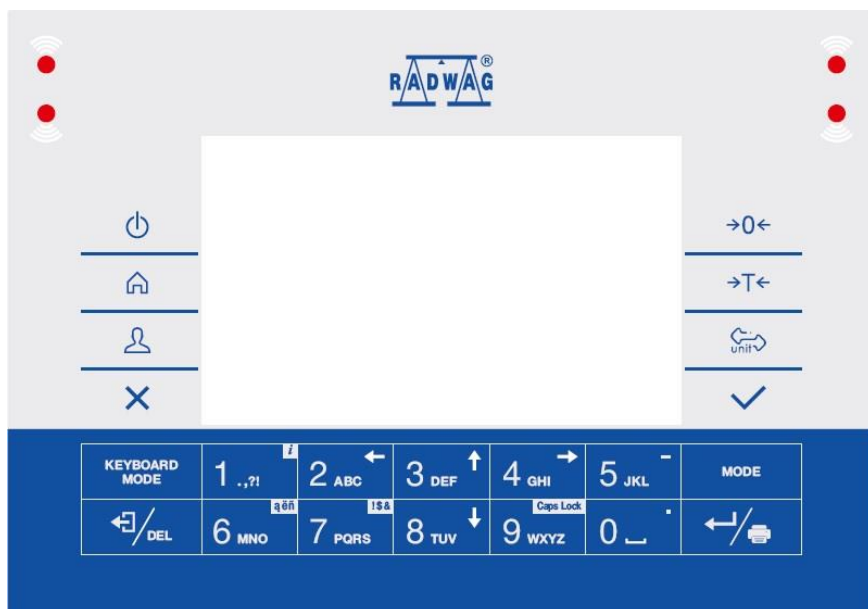 RADWAG®
→0←
→T←
unit
KEYBOARD MODE
1 .,?! i
2 ABC ←
3 DEF ↑
4 GHI →
5 JKL -
MODE
/DEL
6 MNO ąëñ
7 PQRS !$&
8 TUV ↓
9 WXYZ Caps Lock
0 ⎵ .